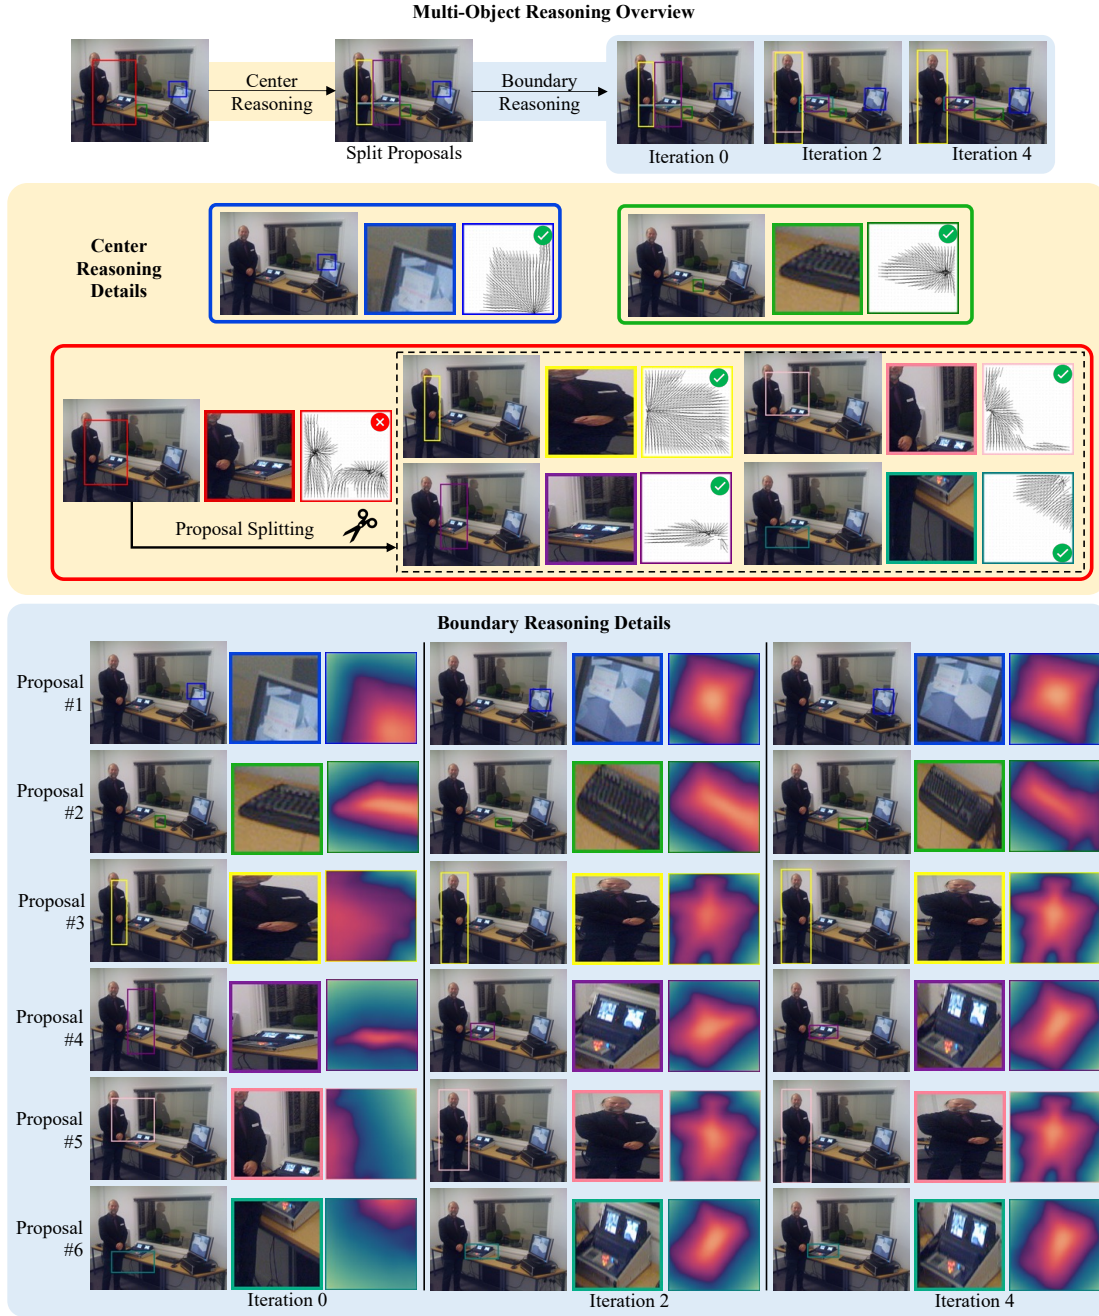 Multi-Object Reasoning Overview
Center
Reasoning
Boundary
Reasoning
Split Proposals
Iteration 0
Iteration 2
Iteration 4
Center
Reasoning
Details
Proposal Splitting
Boundary Reasoning Details
Proposal
#1
Proposal
#2
Proposal
#3
Proposal
#4
Proposal
#5
Proposal
#6
Iteration 0
Iteration 2
Iteration 4